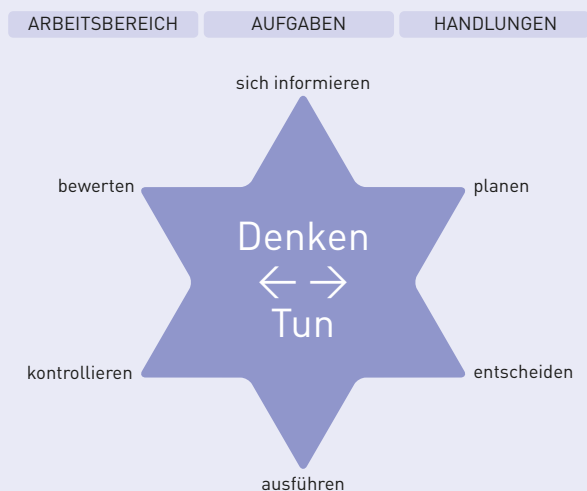 ARBEITSBEREICH AUFGABEN HANDLUNGEN
sich informieren
bewerten planen
Denken
← →
Tun
kontrollieren entscheiden
ausführen